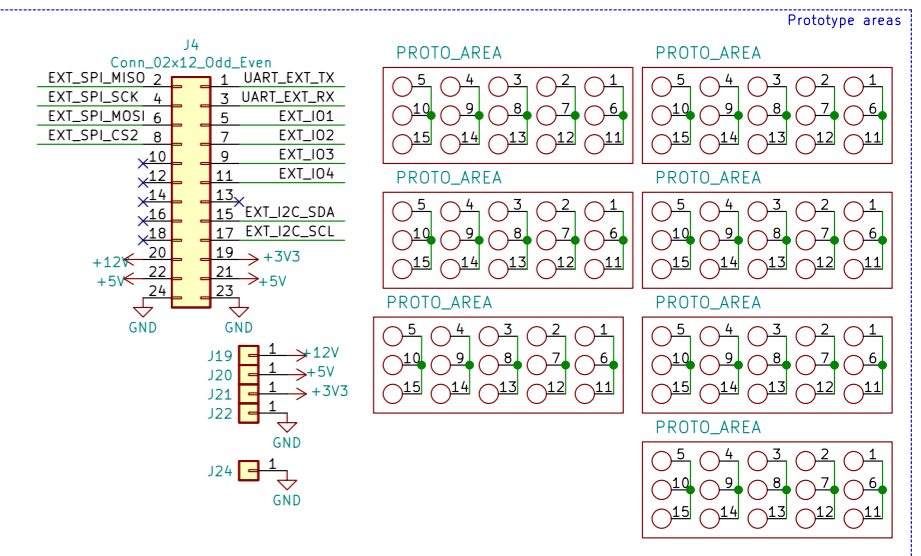 Prototype areas
J4
Conn_02x12_Odd_Even
EXT_SPI_MISO 2 1 UART_EXT_TX
EXT_SPI_SCK 4 3 UART_EXT_RX
EXT_SPI_MOSI 6 5 EXT_IO1
EXT_SPI_CS2 8 7 EXT_IO2
10 9 EXT_IO3
12 11 EXT_IO4
14 13
16 15 EXT_I2C_SDA
18 17 EXT_I2C_SCL
+12V 20 19 +3V3
+5V 22 21 +5V
24 23
GND GND
J19 1 +12V
J20 1 +5V
J21 1 +3V3
J22 1
GND
J24 1
GND
PROTO_AREA PROTO_AREA
5 4 3 2 1 5 4 3 2 1
10 9 8 7 6 10 9 8 7 6
15 14 13 12 11 15 14 13 12 11
PROTO_AREA PROTO_AREA
5 4 3 2 1 5 4 3 2 1
10 9 8 7 6 10 9 8 7 6
15 14 13 12 11 15 14 13 12 11
PROTO_AREA PROTO_AREA
5 4 3 2 1 5 4 3 2 1
10 9 8 7 6 10 9 8 7 6
15 14 13 12 11 15 14 13 12 11
PROTO_AREA
5 4 3 2 1
10 9 8 7 6
15 14 13 12 11